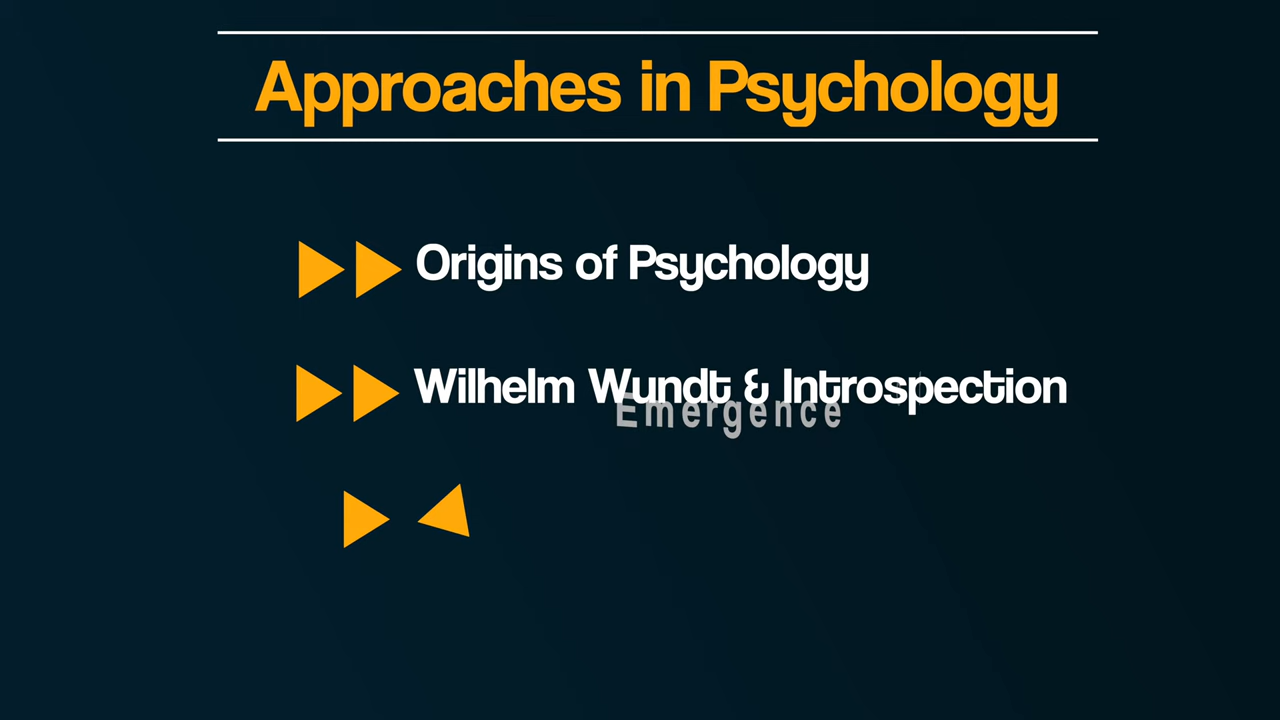 Approaches in Psychology
Origins of Psychology
Wilhelm Wundt & Introspection
Emergence